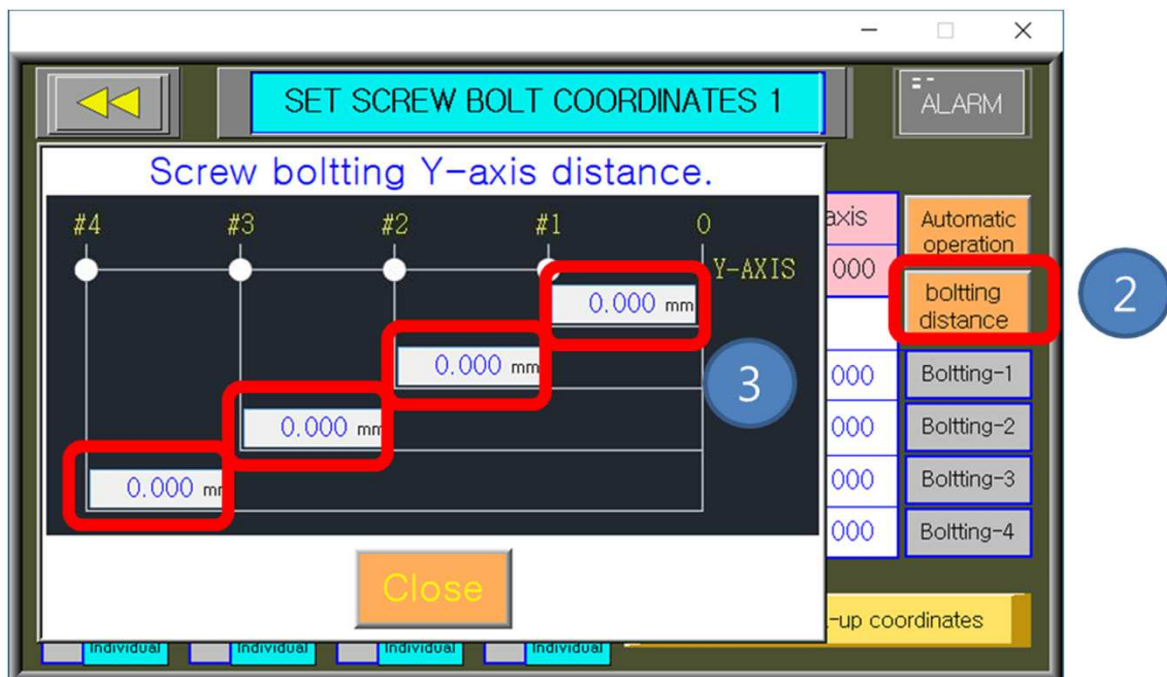 SET SCREW BOLT COORDINATES 1
ALARM
Screw boltting Y-axis distance.
#4 #3 #2 #1 0
Y-AXIS
0.000 mm
0.000 mm
0.000 mm
0.000 mm
3
Close
axis
000
000
000
000
000
Automatic
operation
boltting
distance
2
Boltting-1
Boltting-2
Boltting-3
Boltting-4
-up coordinates
Individual Individual Individual Individual